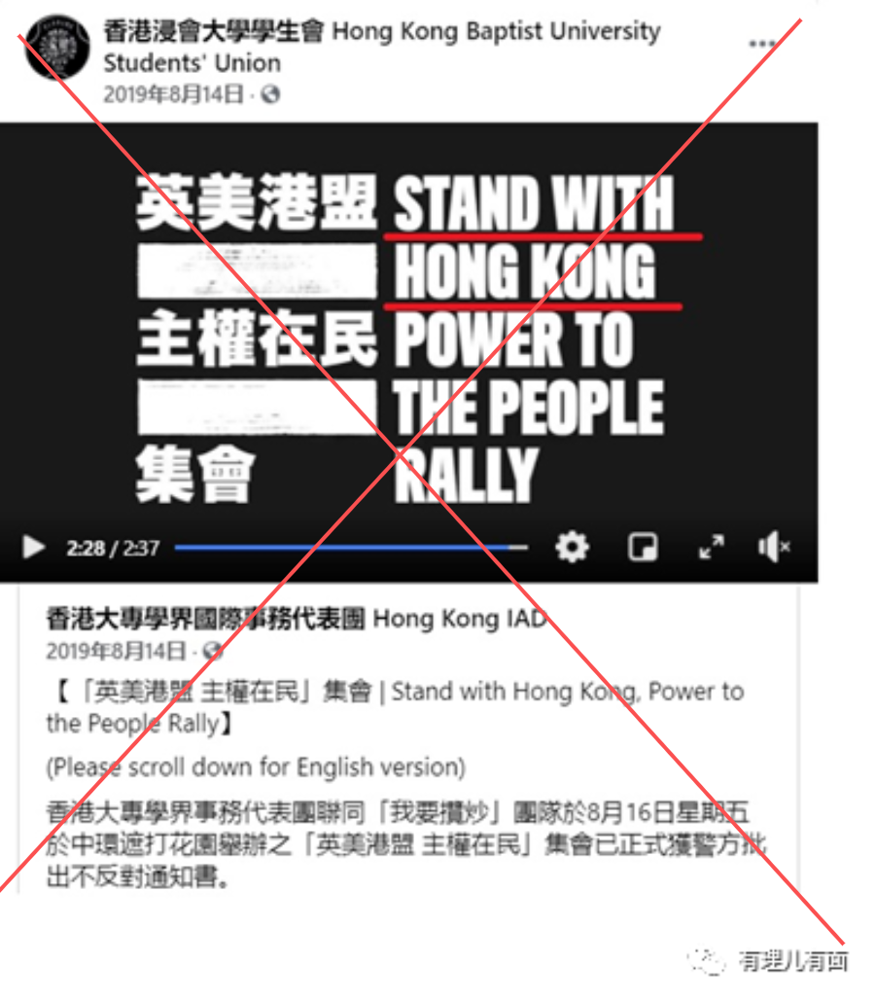 香港浸會大學學生會 Hong Kong Baptist University
Students' Union
2019年8月14日
英美港盟 STAND WITH
HONG KONG
主權在民 POWER TO
THE PEOPLE
集會 RALLY
2:28 / 2:37
香港大專學界國際事務代表團 Hong Kong IAD
2019年8月14日
【「英美港盟 主權在民」集會 | Stand with Hong Kong, Power to
the People Rally】
(Please scroll down for English version)
香港大專學界事務代表團聯同「我要攬炒」團隊於8月16日星期五
於中環遮打花園舉辦之「英美港盟 主權在民」集會已正式獲警方批
出不反對通知書。
有理儿有面